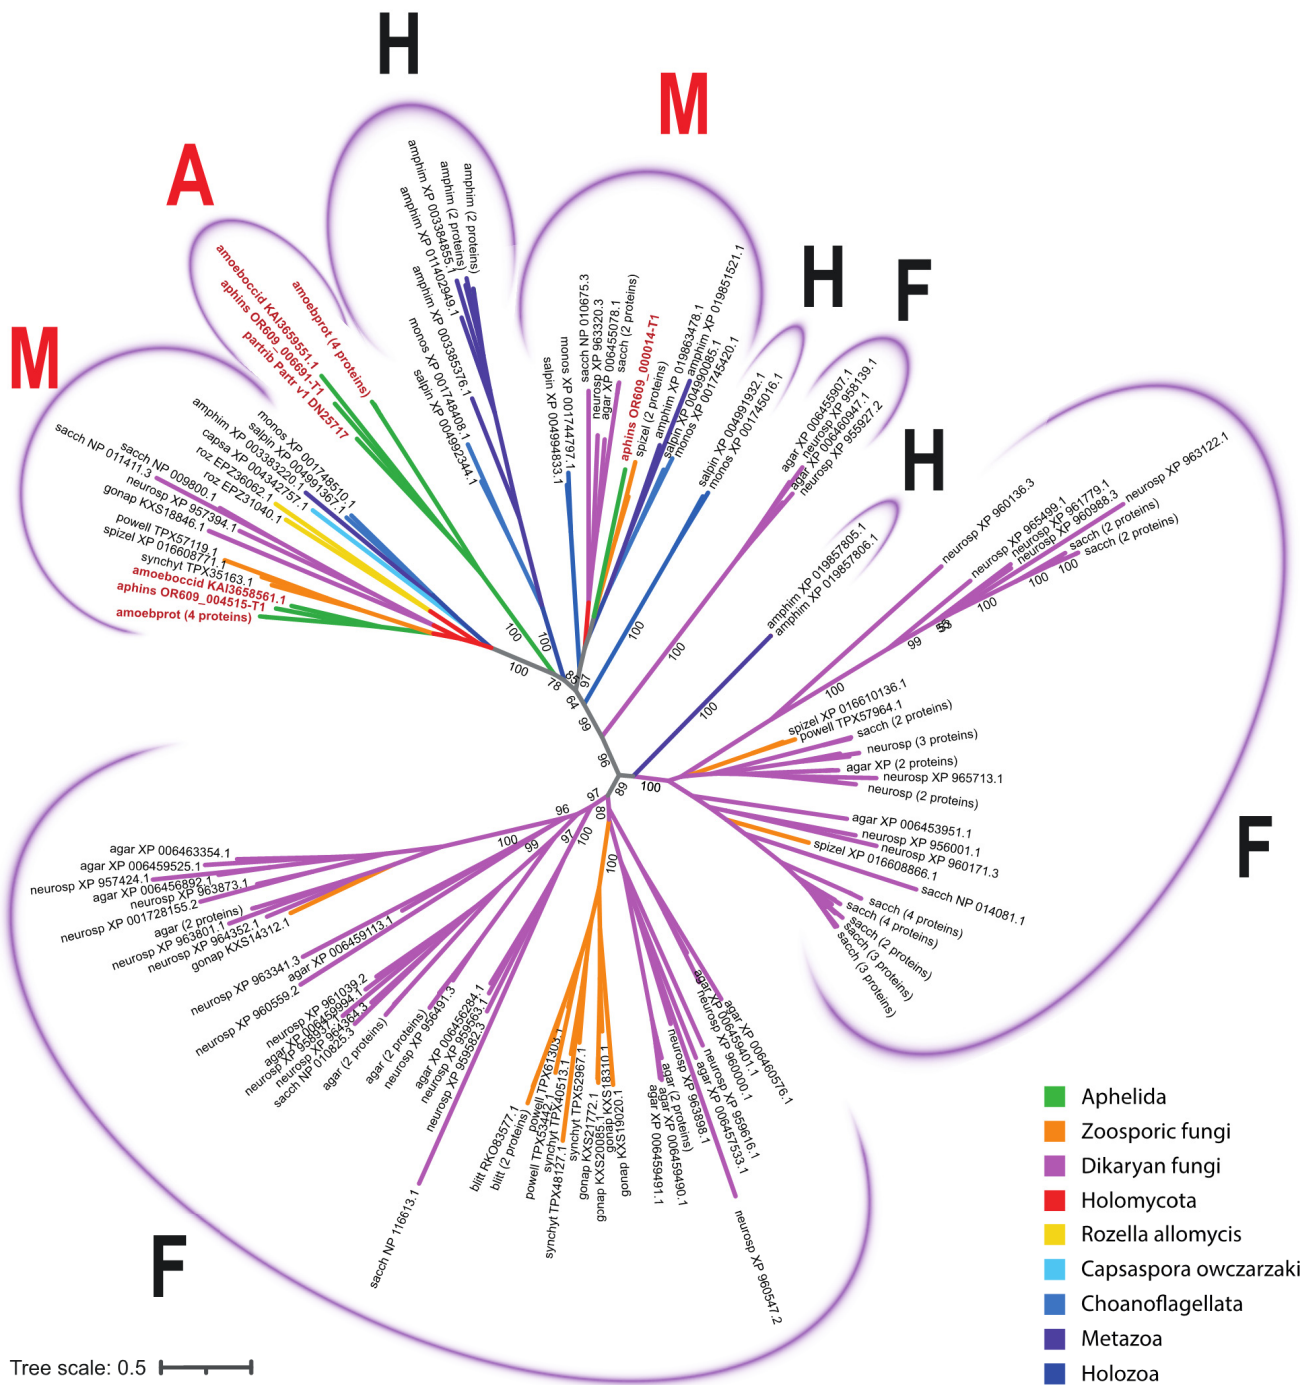 H
M
A
H
F
M
H
F
F
amphim XP 003384855.1
amphim (2 proteins)
amphim (2 proteins)
amphim XP 011402949.1
amphim XP 003385376.1
monos XP 001748408.1
salpin XP 004992344.1
amoeboccid KAI3659551.1
aphins OR609_006691-T1
partrib Partr v1 DN25717
amoebprot (4 proteins)
monos XP 001748510.1
salpin XP 004991367.1
amphim XP 003383220.1
capsa XP 004342757.1
roz EPZ36062.1
roz EPZ31040.1
sacch NP 009800.1
sacch NP 011411.3
neurosp XP 957394.1
gonap KXS18846.1
powell TPX57119.1
spizel XP 016608771.1
synchyt TPX35163.1
amoeboccid KAI3658561.1
aphins OR609_004515-T1
amoebprot (4 proteins)
salpin XP 004994833.1
monos XP 001744797.1
sacch NP 010675.3
neurosp XP 963320.3
agar XP 006455078.1
sacch (2 proteins)
aphins OR609_000014-T1
spizel (2 proteins)
amphim XP 019863478.1
amphim XP 019851521.1
salpin XP 004990085.1
monos XP 001745420.1
salpin XP 004991932.1
monos XP 001745016.1
agar XP 006455907.1
neurosp XP 958139.1
agar XP 006460947.1
neurosp XP 955927.2
amphim XP 019857805.1
amphim XP 019857806.1
neurosp XP 960136.3
neurosp XP 965499.1
neurosp XP 961779.1
neurosp XP 960988.3
neurosp XP 963122.1
sacch (2 proteins)
sacch (2 proteins)
spizel XP 016610136.1
powell TPX57964.1
sacch (2 proteins)
neurosp (3 proteins)
agar XP (2 proteins)
neurosp XP 965713.1
neurosp (2 proteins)
agar XP 006453951.1
neurosp XP 956001.1
neurosp XP 960171.3
spizel XP 016608866.1
sacch NP 014081.1
sacch (4 proteins)
sacch (4 proteins)
sacch (2 proteins)
sacch (3 proteins)
sacch (3 proteins)
agar XP 006463354.1
agar XP 006459525.1
neurosp XP 957424.1
agar XP 006456892.1
neurosp XP 963873.1
neurosp XP 001728155.2
agar (2 proteins)
neurosp XP 963801.1
neurosp XP 964352.1
gonap KXS14312.1
neurosp XP 963341.3
agar XP 006459113.1
neurosp XP 960559.2
neurosp XP 961039.2
agar XP 006459994.1
neurosp XP 964364.3
sacch NP 010825.3
agar (2 proteins)
agar (2 proteins)
neurosp XP 956491.3
agar XP 006456284.1
neurosp XP 959563.1
neurosp XP 959582.3
sacch NP 116613.1
blitt RKO83577.1
blitt (2 proteins)
powell TPX61303.1
powell TPX53442.1
synchyt TPX40513.1
synchyt TPX48127.1
synchyt TPX52967.1
gonap KXS21772.1
gonap KXS20085.1
gonap KXS18310.1
gonap KXS19020.1
agar XP 006459491.1
agar XP 006459490.1
agar (2 proteins)
neurosp XP 963898.1
agar XP 006457533.1
neurosp XP 959616.1
neurosp XP 960000.1
agar XP 006459401.1
agar XP 006460576.1
neurosp XP 960547.2
100
100
100
78
85
97
64
99
96
100
100
100
89
100
100
99
100
100
100
97
96
80
100
99
97
100
100
Aphelida
Zoosporic fungi
Dikaryan fungi
Holomycota
Rozella allomycis
Capsaspora owczarzaki
Choanoflagellata
Metazoa
Holozoa
Tree scale: 0.5